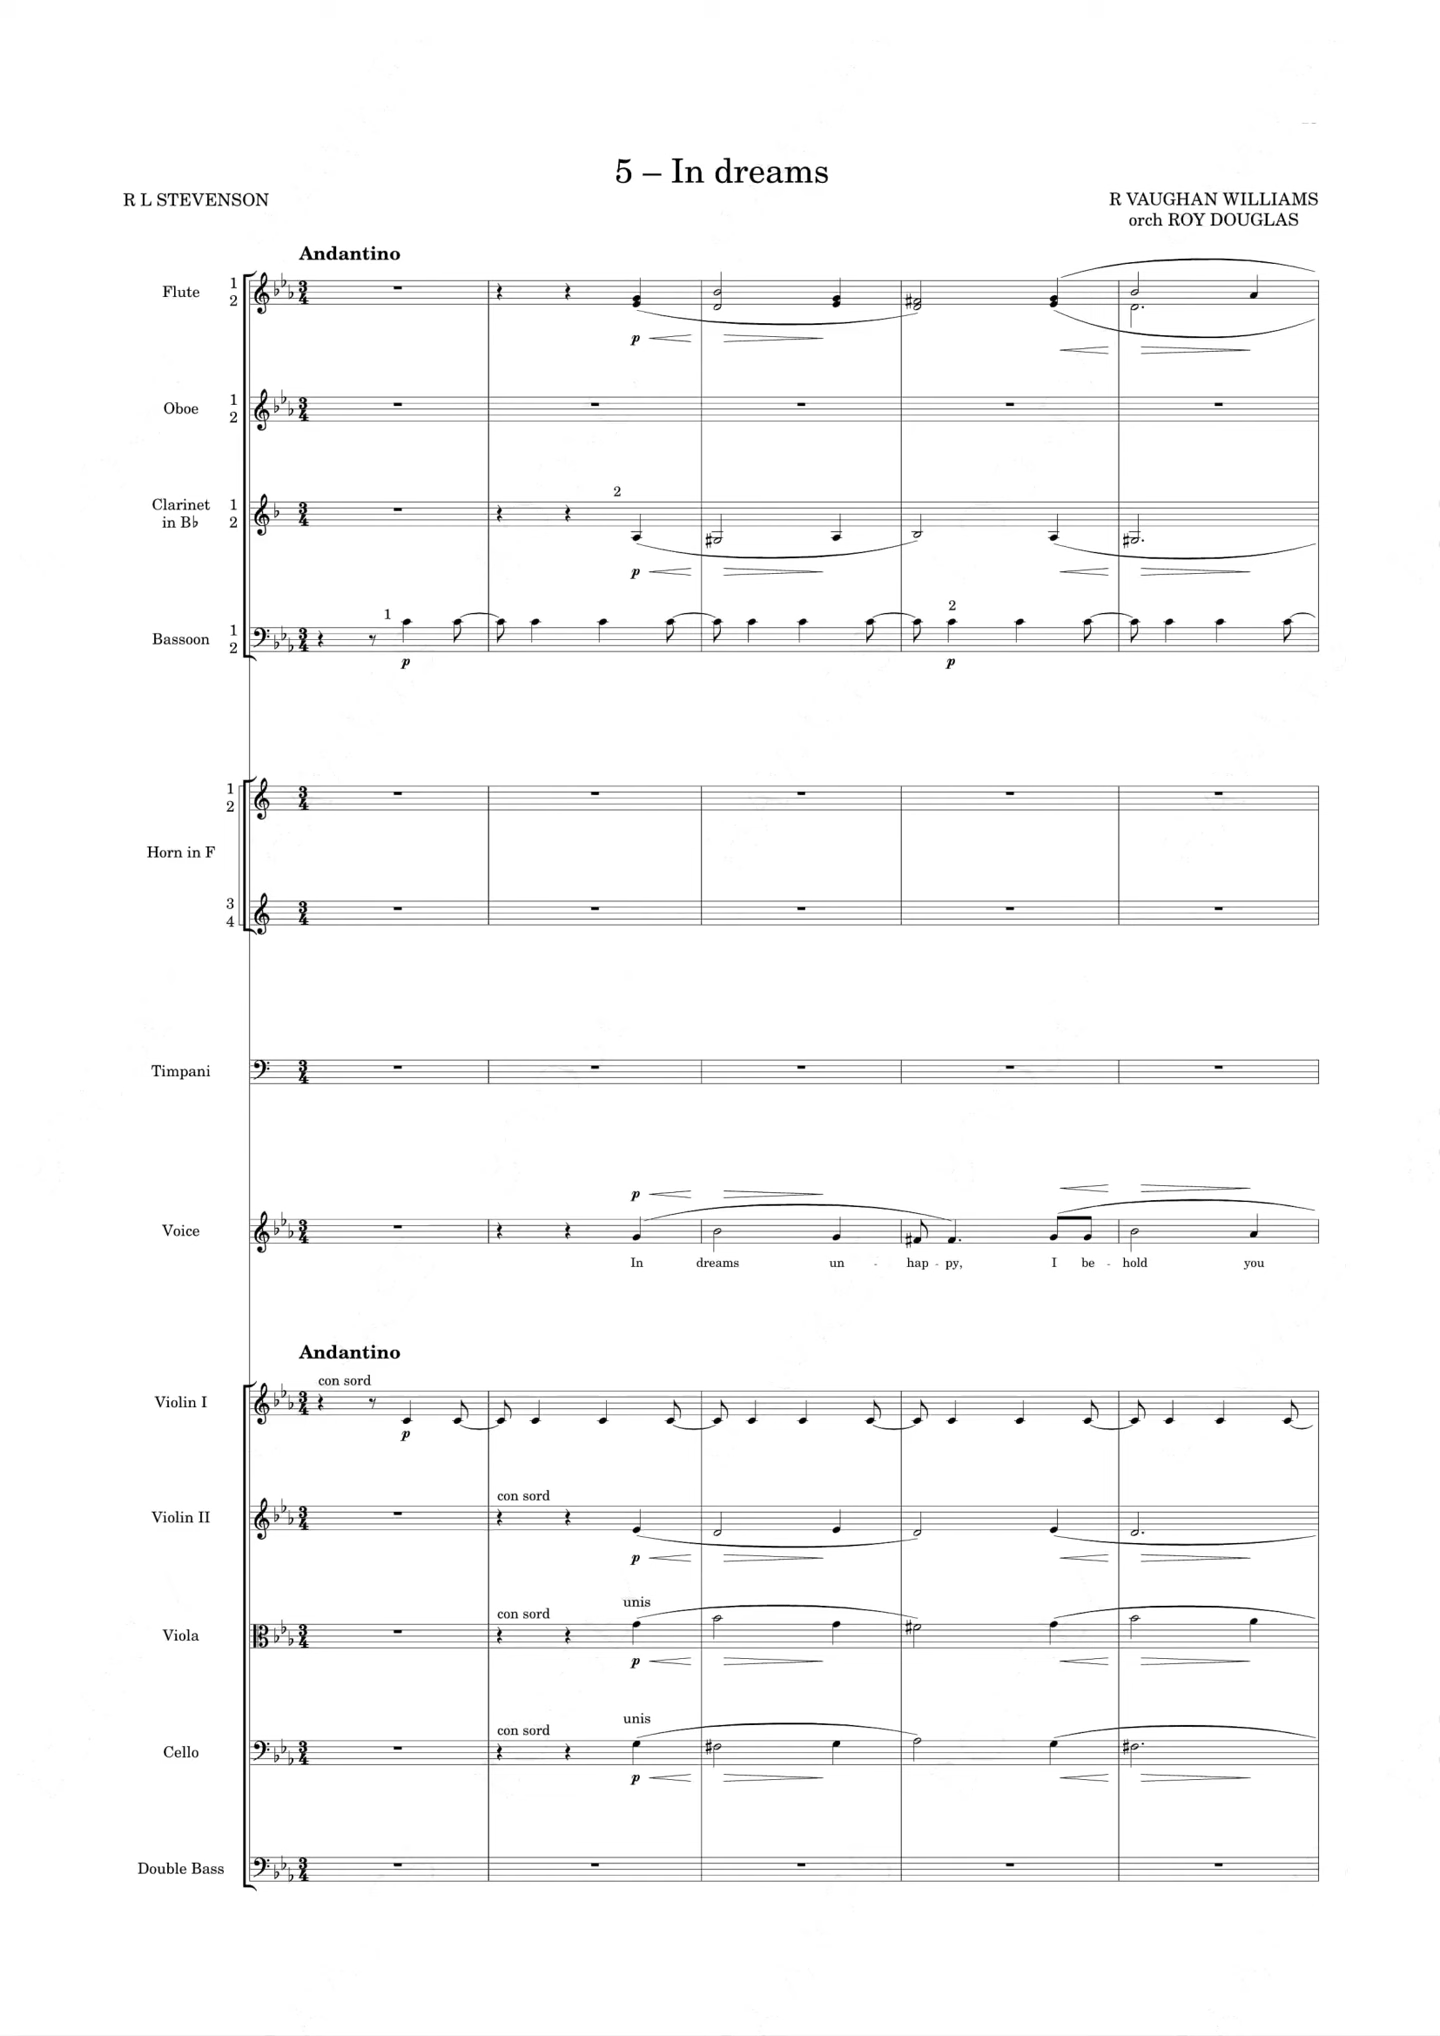 5 – In dreams
R L STEVENSON
R VAUGHAN WILLIAMS
orch ROY DOUGLAS
Andantino
Flute 1 2
p
Oboe 1 2
Clarinet in B♭ 1 2
2
p
Bassoon 1 2
1
2
p
p
1 2
Horn in F
3 4
Timpani
p
Voice
In dreams un - hap - py, I be - hold you
Andantino
con sord
Violin I
p
con sord
Violin II
p
unis
con sord
Viola
p
unis
con sord
Cello
p
Double Bass